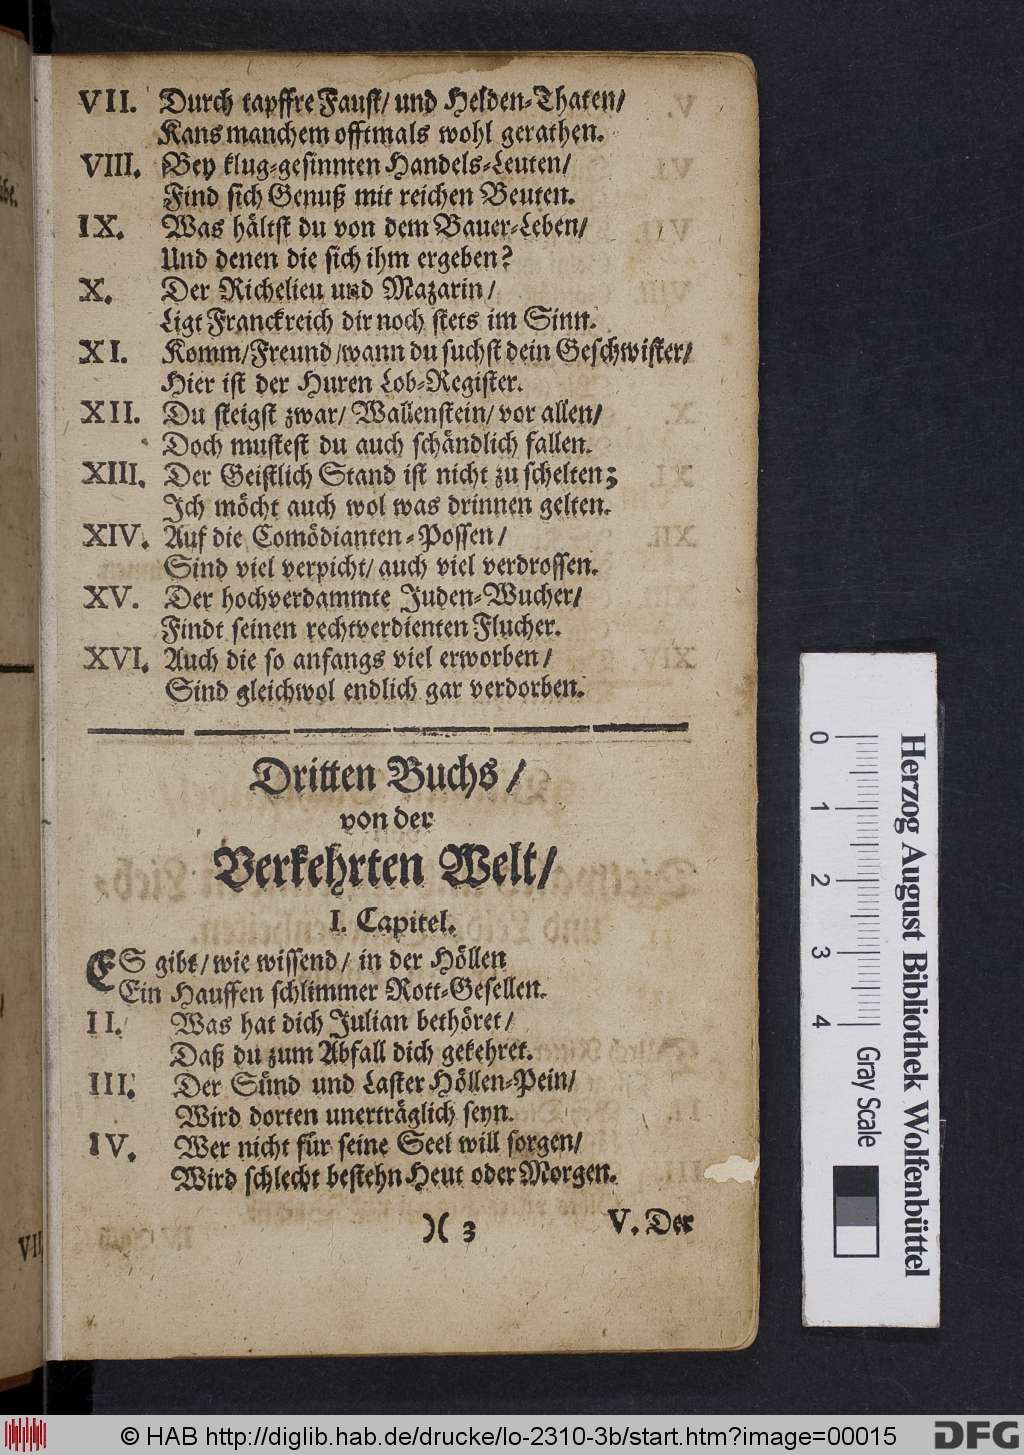 VII. Durch tapffre Faust/ und Helden-Thaten/
Kans manchem offtmals wohl gerathen.
VIII. Bey klug-gesinnten Handels-Leuten/
Find sich Genuß mit reichen Beuten.
IX. Was hältst du von dem Bauer-Leben/
Und denen die sich ihm ergeben?
X. Der Richelieu und Mazarin/
Ligt Franckreich dir noch stets im Sinn.
XI. Komm/ Freund/ wann du suchst dein Geschwister/
Hier ist der Huren Lob-Register.
XII. Du steigst zwar/ Wallenstein/ vor allen/
Doch mustest du auch schändlich fallen.
XIII. Der Geistlich Stand ist nicht zu schelten;
Ich möcht auch wol was drinnen gelten.
XIV. Auf die Comödianten-Possen/
Sind viel verpicht/ auch viel verdrossen.
XV. Der hochverdammte Juden-Wucher/
Findt seinen rechtverdienten Flucher.
XVI. Auch die so anfangs viel erworben/
Sind gleichwol endlich gar verdorben.
Dritten Buchs/
von der
Verkehrten Welt/
I. Capitel.
ES gibt/ wie wissend/ in der Höllen
Ein Hauffen schlimmer Rott-Gesellen.
II. Was hat dich Julian bethöret/
Daß du zum Abfall dich gekehret.
III. Der Sünd und Laster Höllen-Pein/
Wird dorten unerträglich seyn.
IV. Wer nicht für seine Seel will sorgen/
Wird schlecht bestehn Heut oder Morgen.
)( 3 V. Der
VII
0 1 2 3 4 Gray Scale
Herzog August Bibliothek Wolfenbüttel
© HAB http://diglib.hab.de/drucke/lo-2310-3b/start.htm?image=00015
DFG